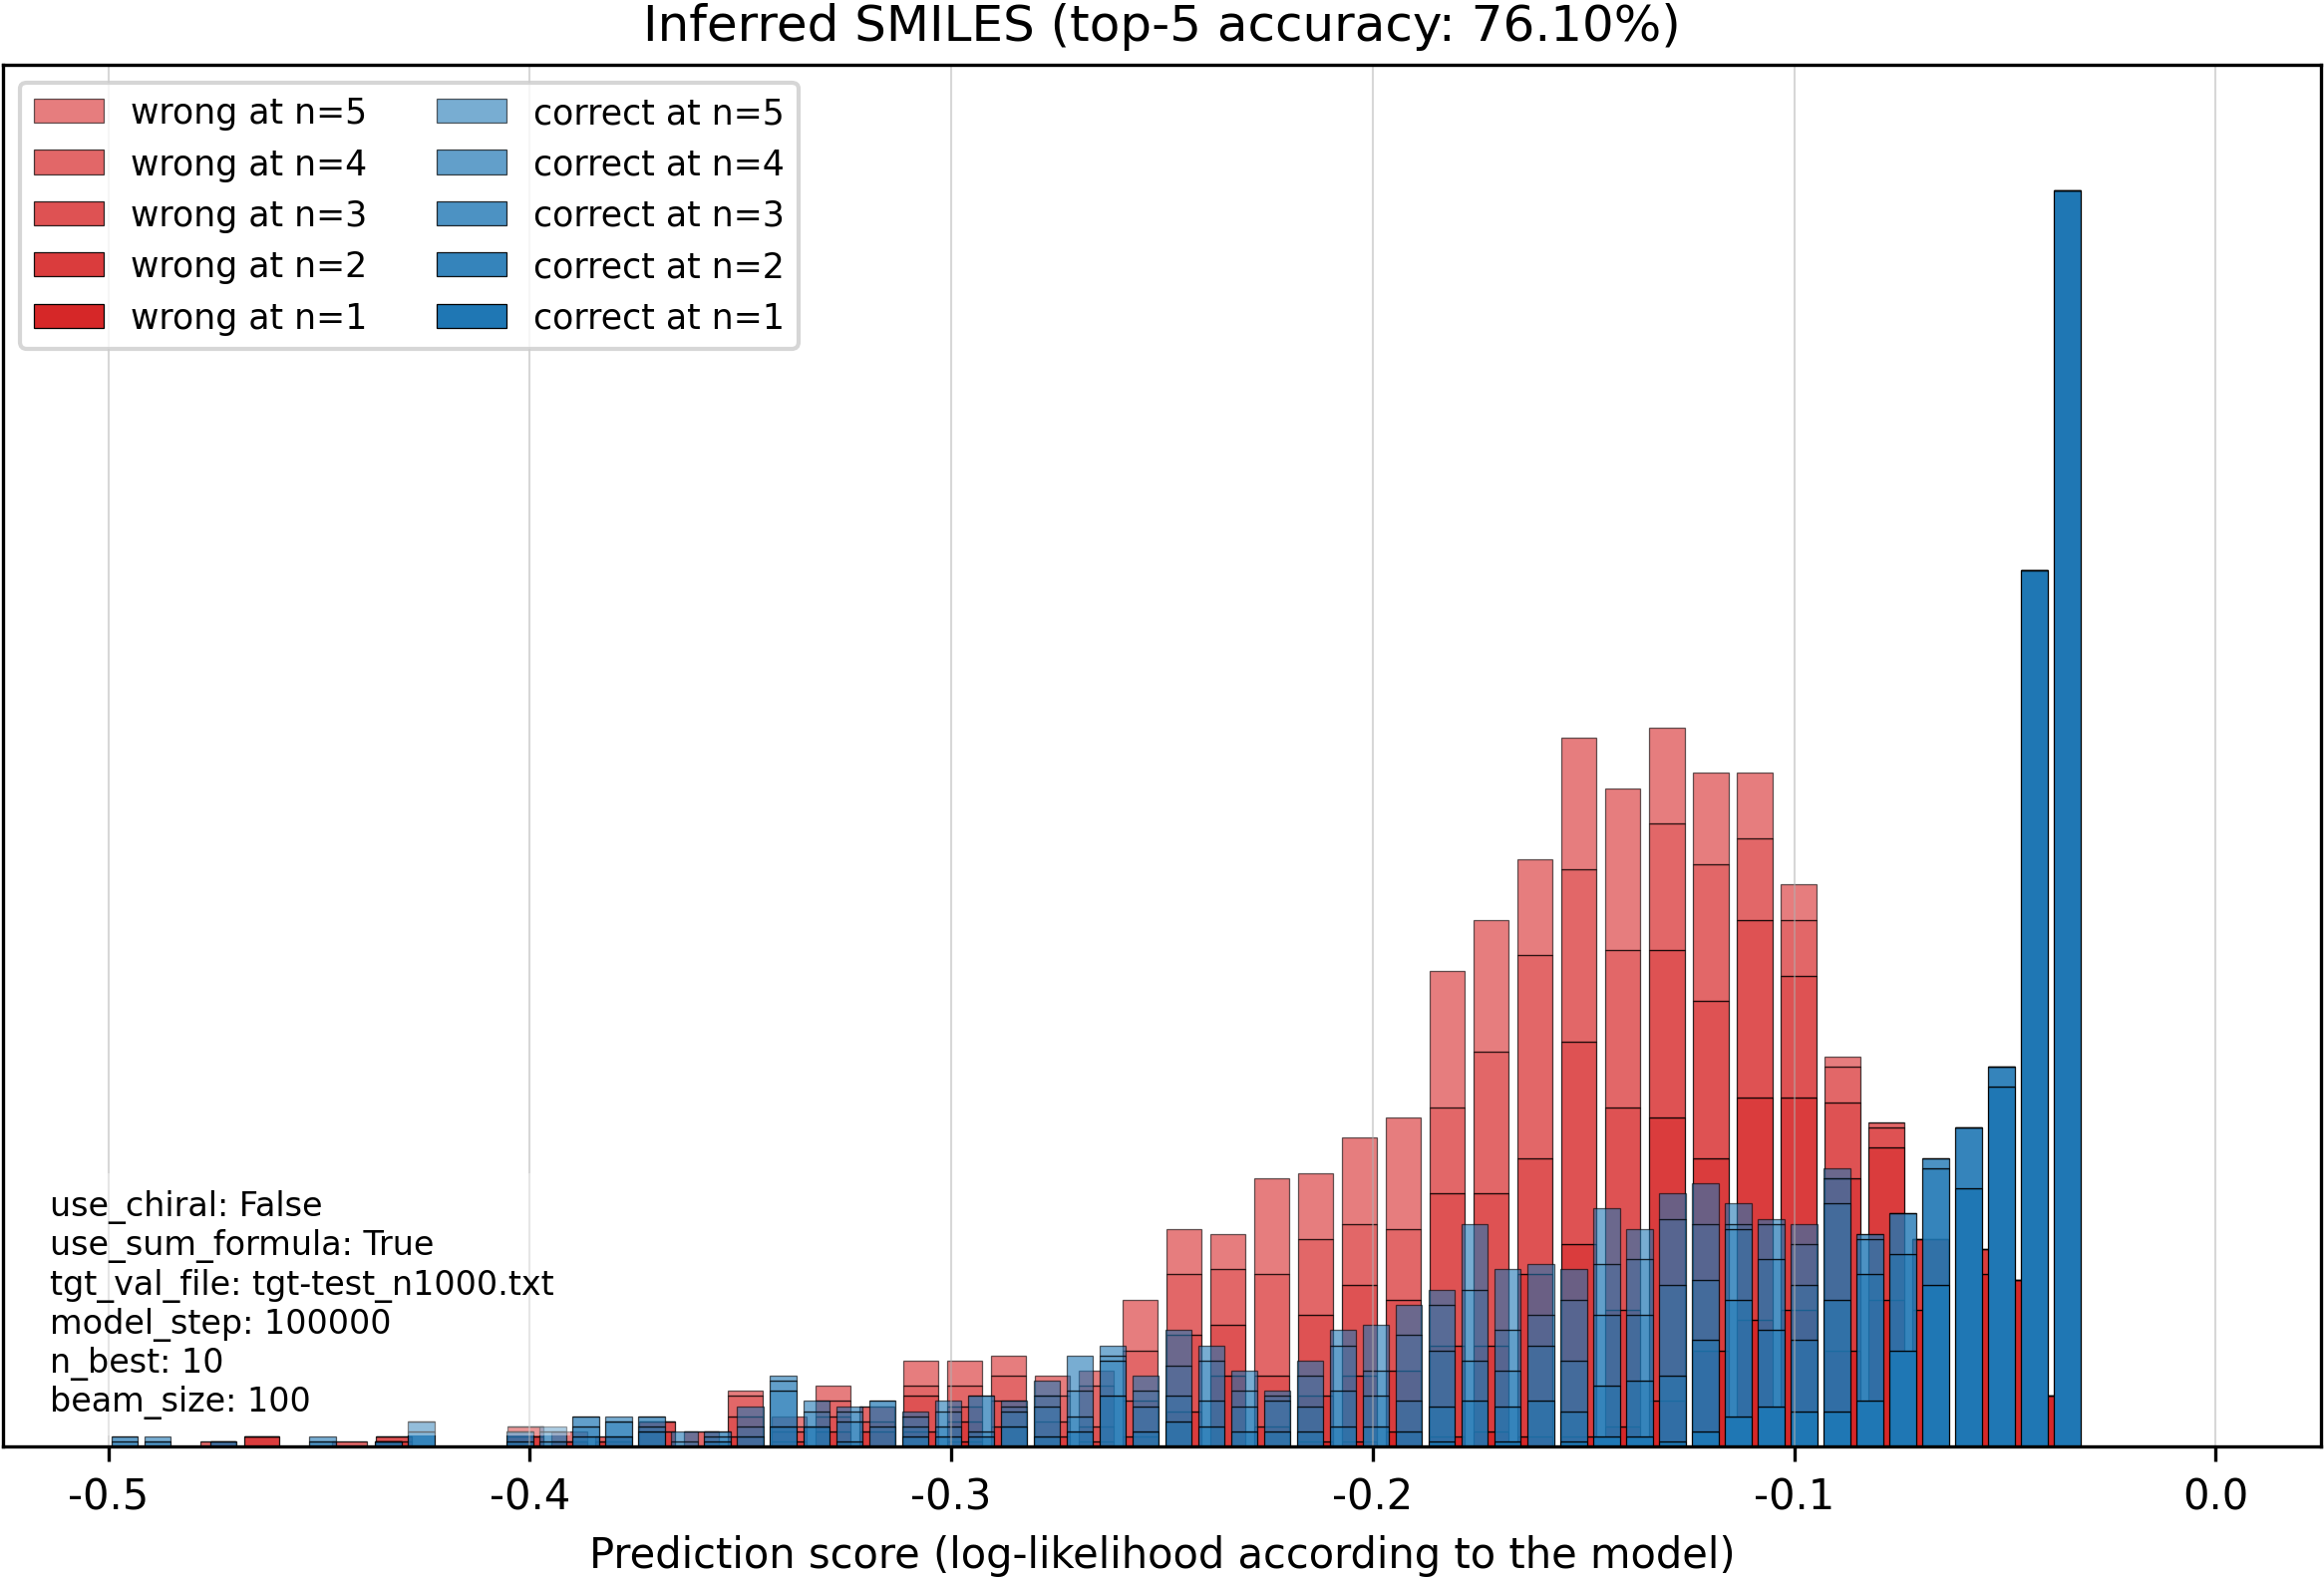 Inferred SMILES (top-5 accuracy: 76.10%)
wrong at n=5
wrong at n=4
wrong at n=3
wrong at n=2
wrong at n=1
correct at n=5
correct at n=4
correct at n=3
correct at n=2
correct at n=1
use_chiral: False
use_sum_formula: True
tgt_val_file: tgt-test_n1000.txt
model_step: 100000
n_best: 10
beam_size: 100
-0.5 -0.4 -0.3 -0.2 -0.1 0.0
Prediction score (log-likelihood according to the model)